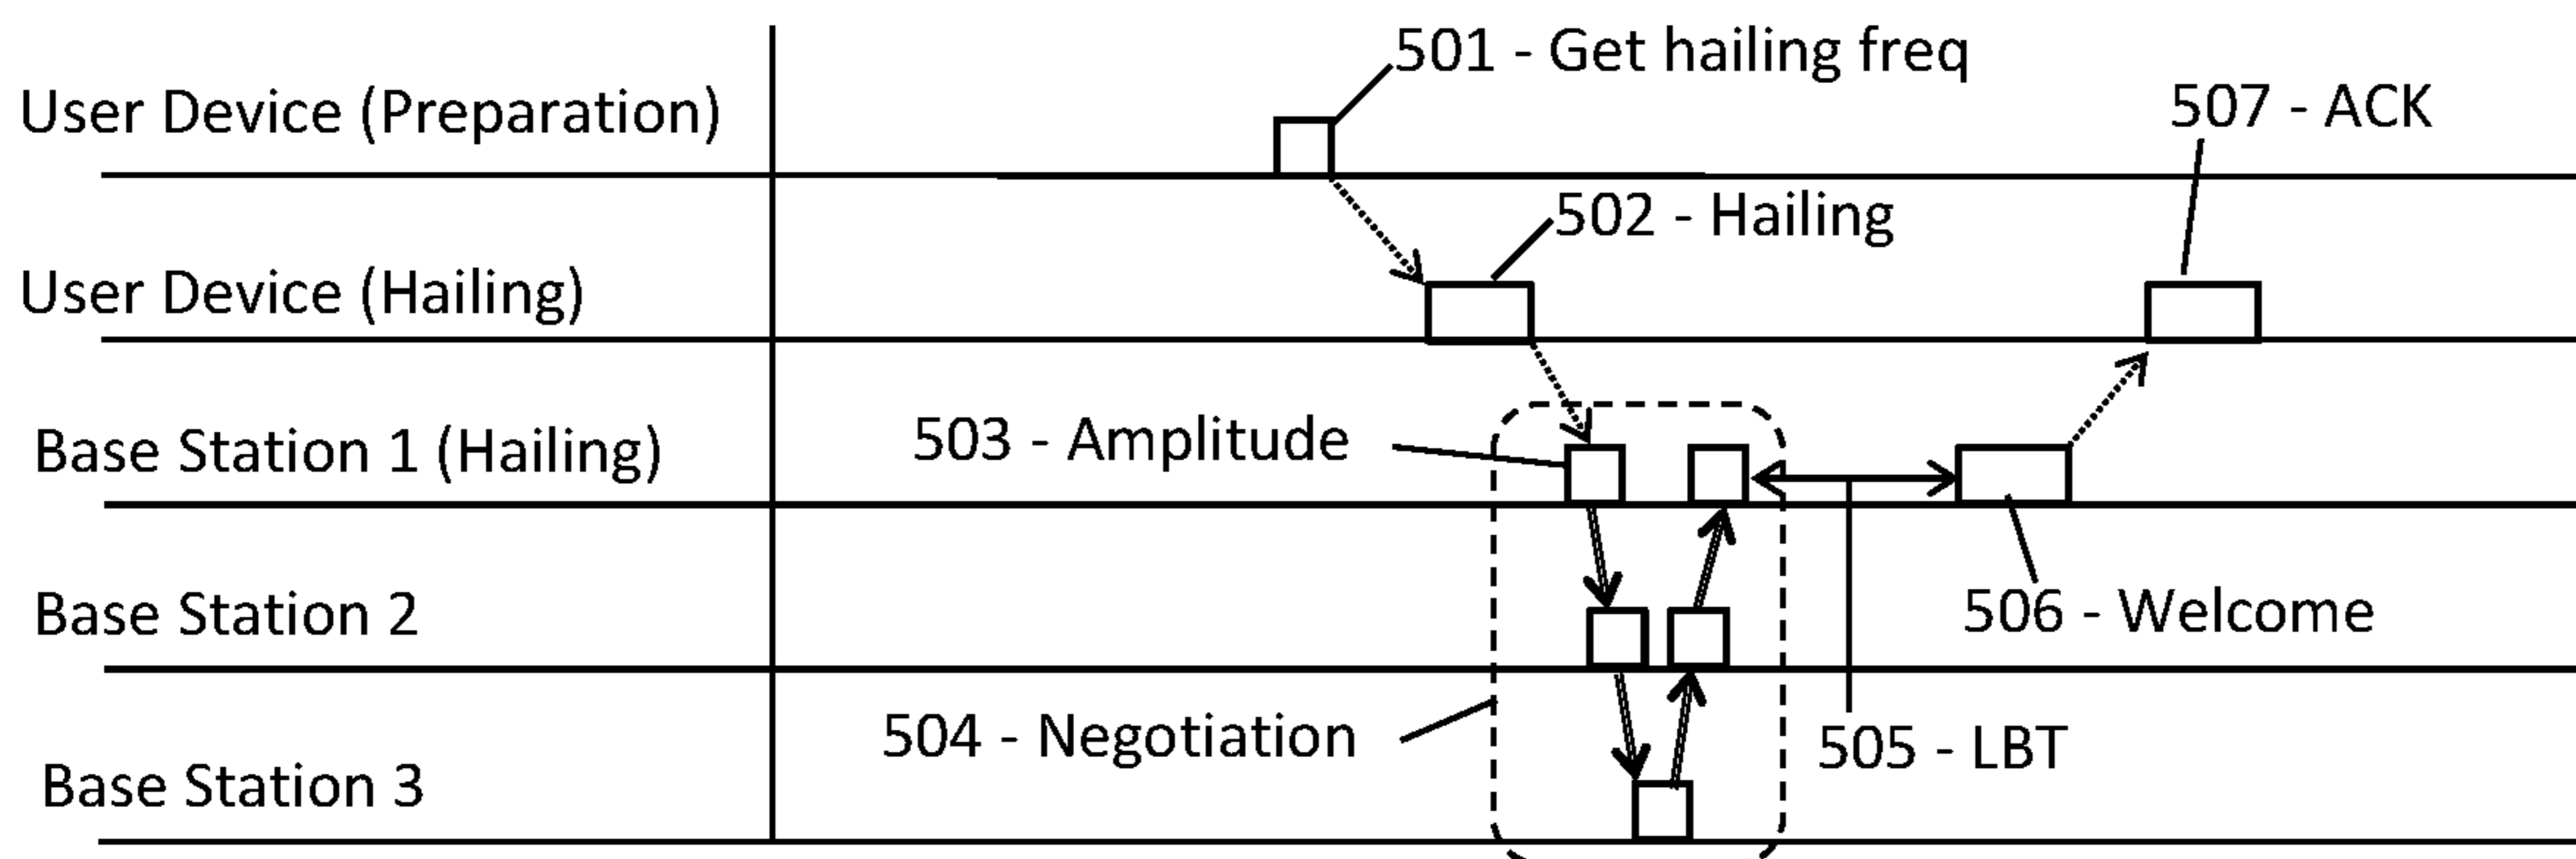 501 - Get hailing freq
User Device (Preparation)
507 - ACK
502 - Hailing
User Device (Hailing)
503 - Amplitude
Base Station 1 (Hailing)
Base Station 2
506 - Welcome
504 - Negotiation
505 - LBT
Base Station 3